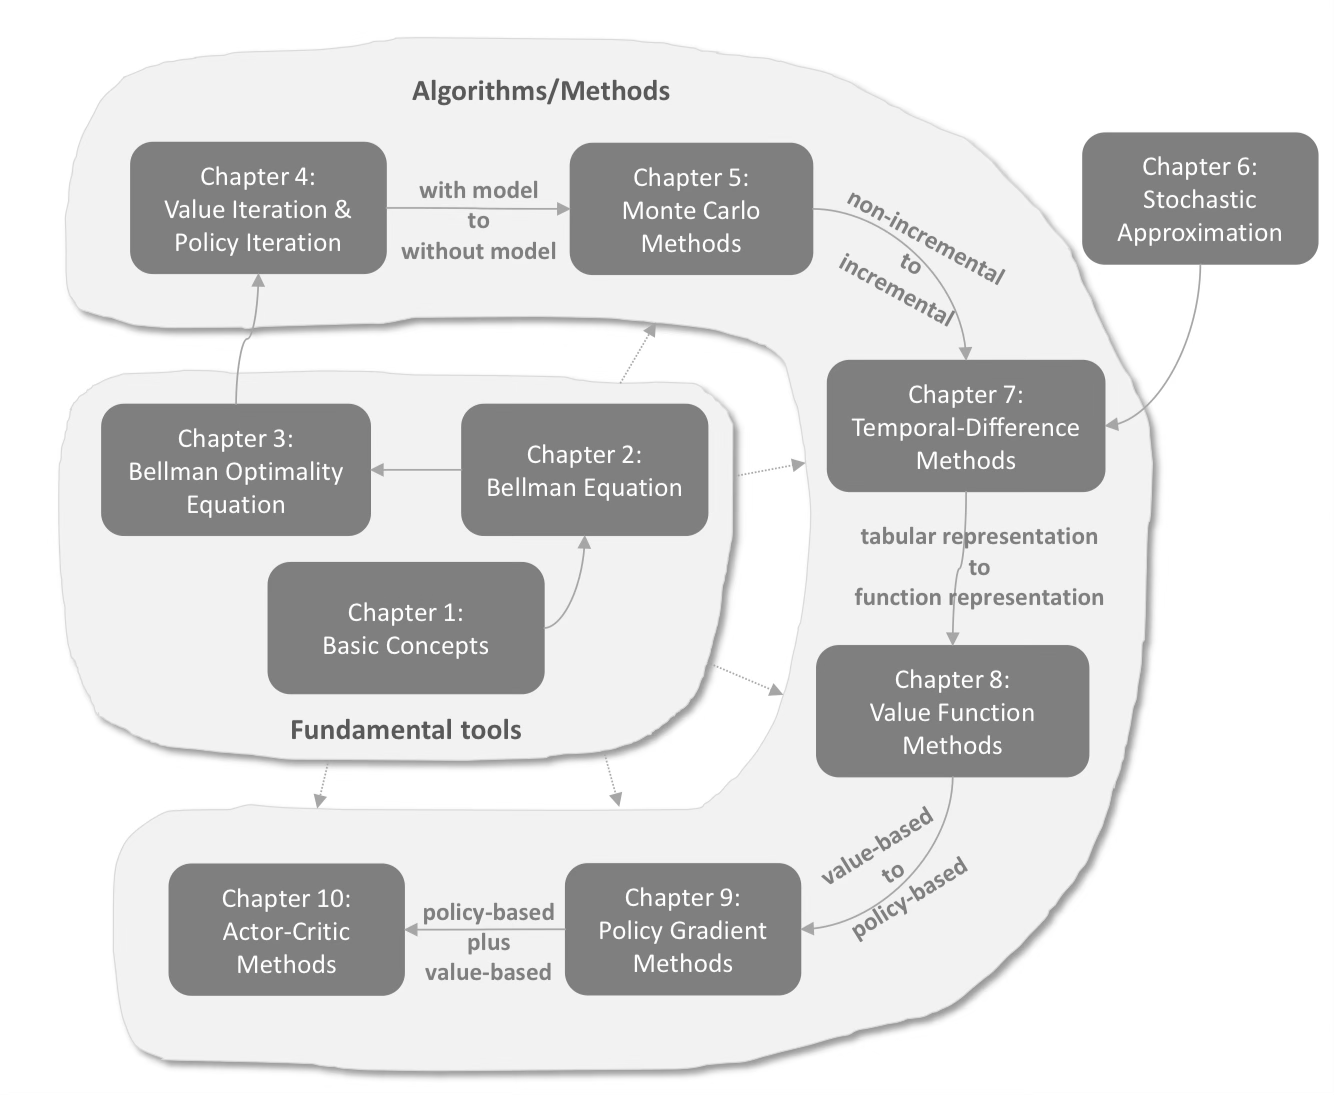 Algorithms/Methods
Chapter 4:
Value Iteration &
Policy Iteration
with model
to
without model
Chapter 5:
Monte Carlo
Methods
non-incremental
to
incremental
Chapter 6:
Stochastic
Approximation
Chapter 3:
Bellman Optimality
Equation
Chapter 2:
Bellman Equation
Chapter 1:
Basic Concepts
Fundamental tools
Chapter 7:
Temporal-Difference
Methods
tabular representation
to
function representation
Chapter 8:
Value Function
Methods
value-based
to
policy-based
Chapter 9:
Policy Gradient
Methods
policy-based
plus
value-based
Chapter 10:
Actor-Critic
Methods